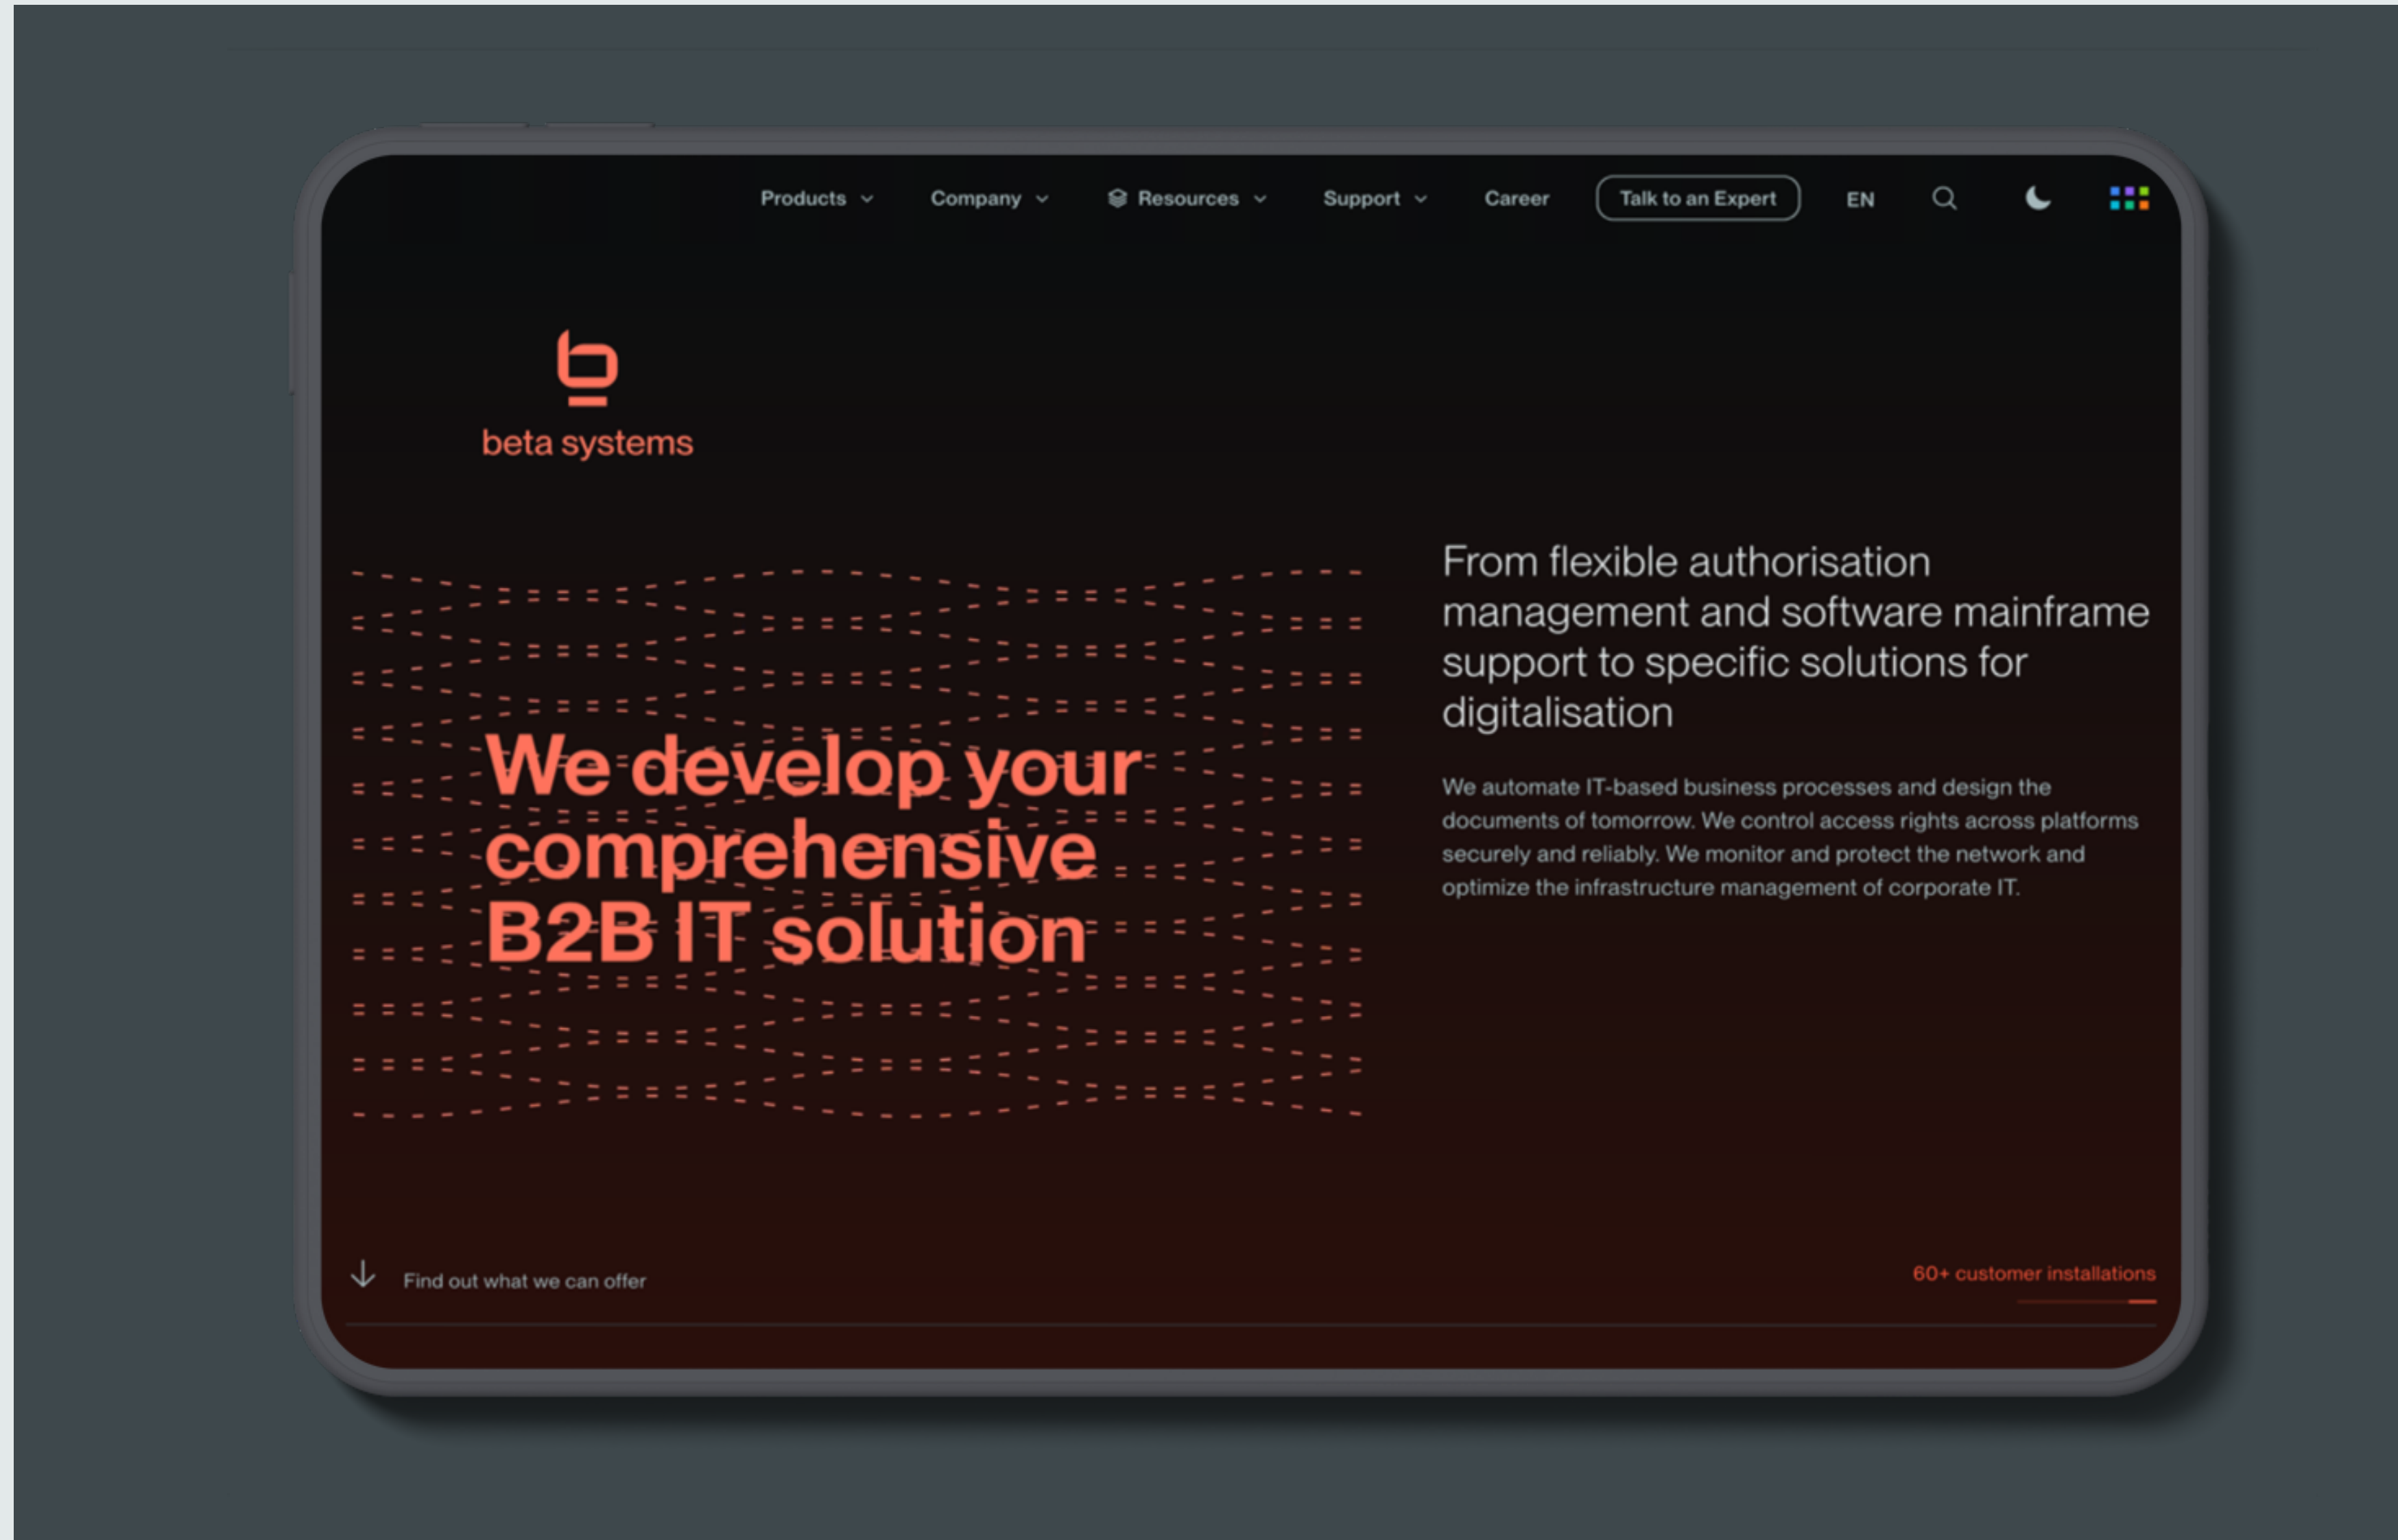 Products
Company
Resources
Support
Career
Talk to an Expert
EN
beta systems
We develop your
comprehensive
B2B IT solution
From flexible authorisation
management and software mainframe
support to specific solutions for
digitalisation
We automate IT-based business processes and design the
documents of tomorrow. We control access rights across platforms
securely and reliably. We monitor and protect the network and
optimize the infrastructure management of corporate IT.
Find out what we can offer
60+ customer installations